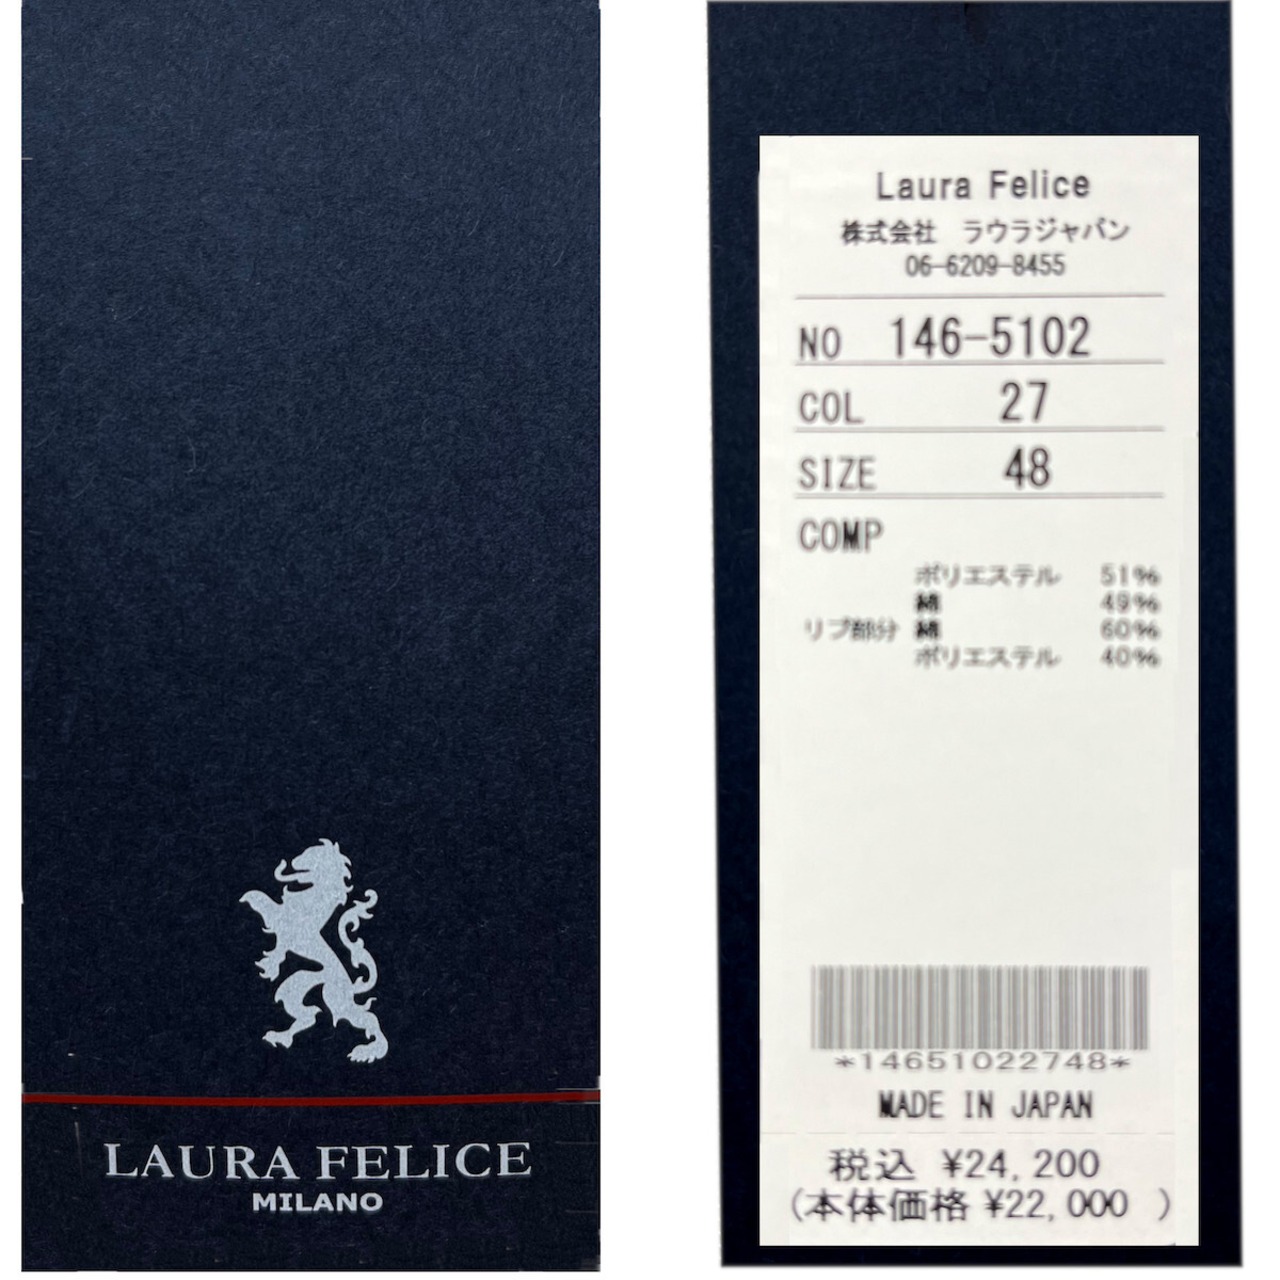 LAURA FELICE
MILANO
Laura Felice
株式会社 ラウラジャパン
06-6209-8455
NO 146-5102
COL 27
SIZE 48
COMP
ポリエステル 51%
綿 49%
リブ部分 綿 60%
ポリエステル 40%
*14651022748*
MADE IN JAPAN
税込 ¥24,200
(本体価格 ¥22,000 )